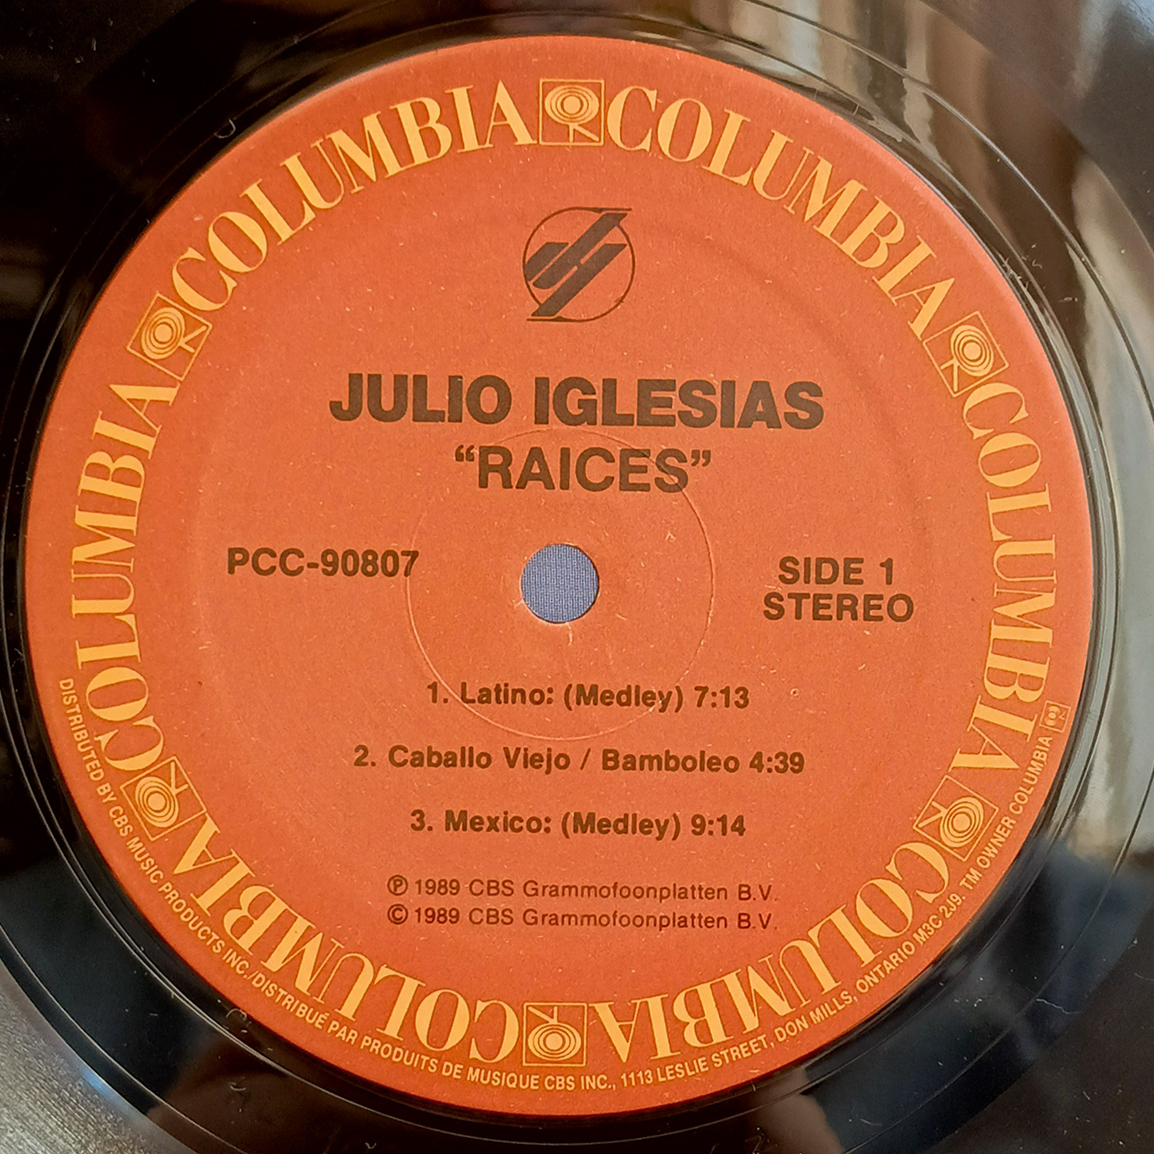 COLUMBIA COLUMBIA COLUMBIA COLUMBIA COLUMBIA COLUMBIA
JULIO IGLESIAS
“RAICES”
PCC-90807
SIDE 1
STEREO
1. Latino: (Medley) 7:13
2. Caballo Viejo / Bamboleo 4:39
3. Mexico: (Medley) 9:14
Ⓟ 1989 CBS Grammofoonplatten B.V.
© 1989 CBS Grammofoonplatten B.V.
DISTRIBUTED BY CBS MUSIC PRODUCTS INC./DISTRIBUÉ PAR PRODUITS DE MUSIQUE CBS INC., 1113 LESLIE STREET, DON MILLS, ONTARIO M3C 2J9. TM OWNER COLUMBIA